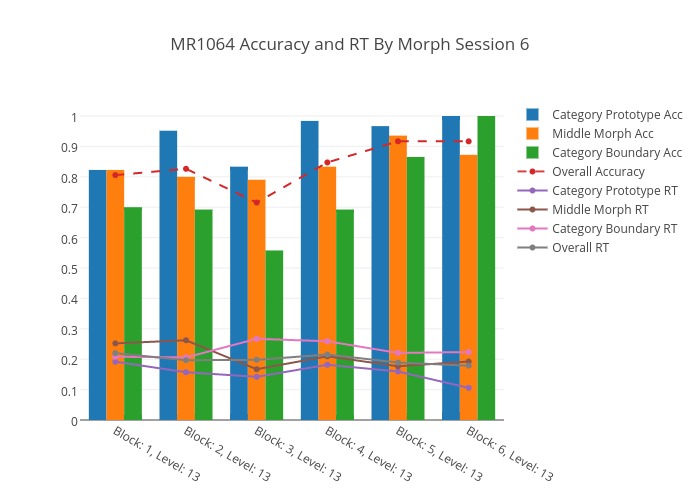 MR1064 Accuracy and RT By Morph Session 6
1
0.9
0.8
0.7
0.6
0.5
0.4
0.3
0.2
0.1
0
Block: 1, Level: 13
Block: 2, Level: 13
Block: 3, Level: 13
Block: 4, Level: 13
Block: 5, Level: 13
Block: 6, Level: 13
Category Prototype Acc
Middle Morph Acc
Category Boundary Acc
Overall Accuracy
Category Prototype RT
Middle Morph RT
Category Boundary RT
Overall RT